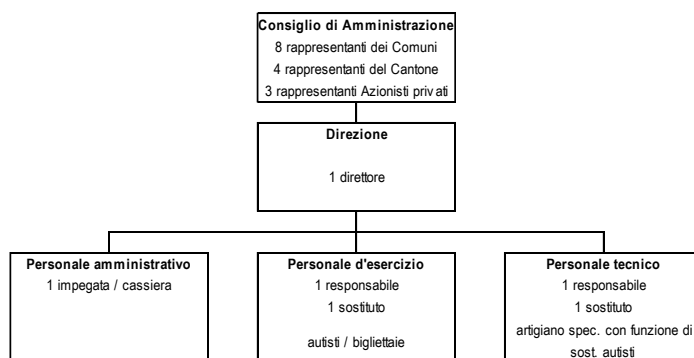 Consiglio di Amministrazione
8 rappresentanti dei Comuni
4 rappresentanti del Cantone
3 rappresentanti Azionisti privati
Direzione
1 direttore
Personale amministrativo
1 impegata / cassiera
Personale d'esercizio
1 responsabile
1 sostituto
autisti / bigliettaie
Personale tecnico
1 responsabile
1 sostituto
artigiano spec. con funzione di
sost. autisti